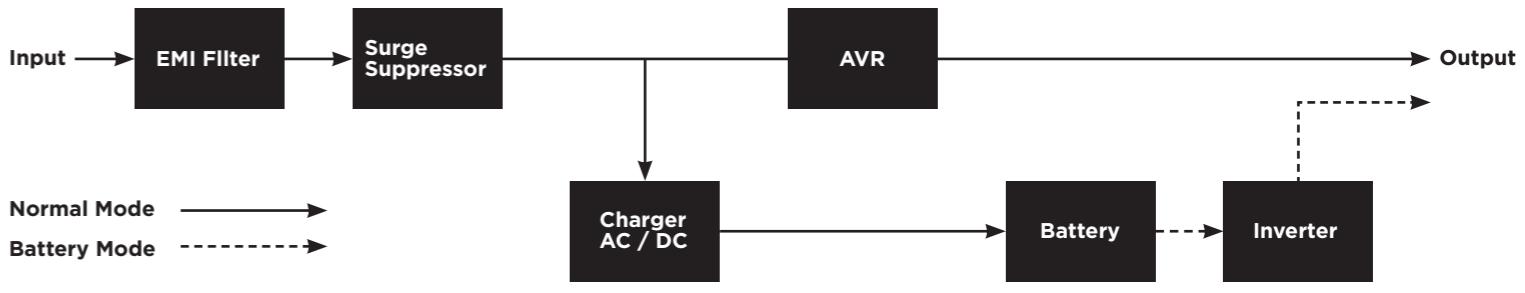 Input
EMI FIlter
Surge
Suppressor
AVR
Output
Normal Mode
Battery Mode
Charger
AC / DC
Battery
Inverter